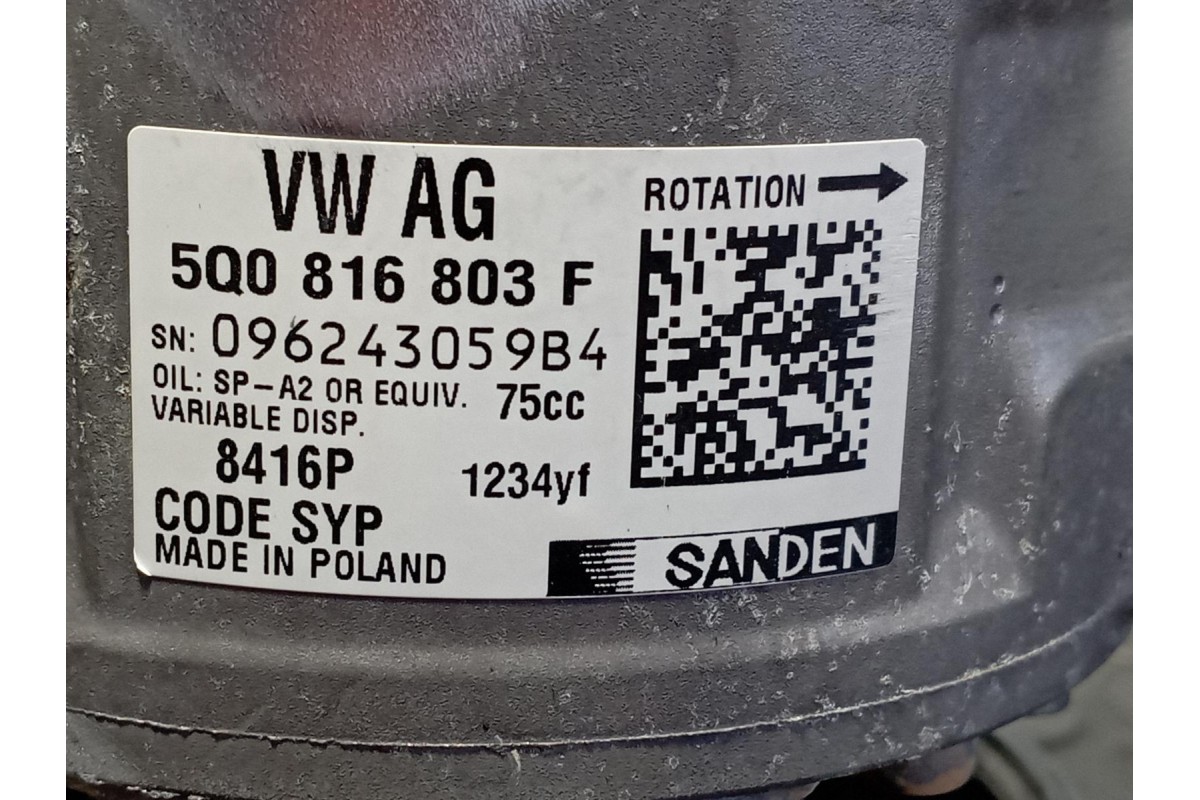 VW AG
ROTATION
5Q0 816 803 F
SN: 096243059B4
OIL: SP-A2 OR EQUIV. 75cc
VARIABLE DISP.
8416P 1234yf
CODE SYP
MADE IN POLAND
SANDEN